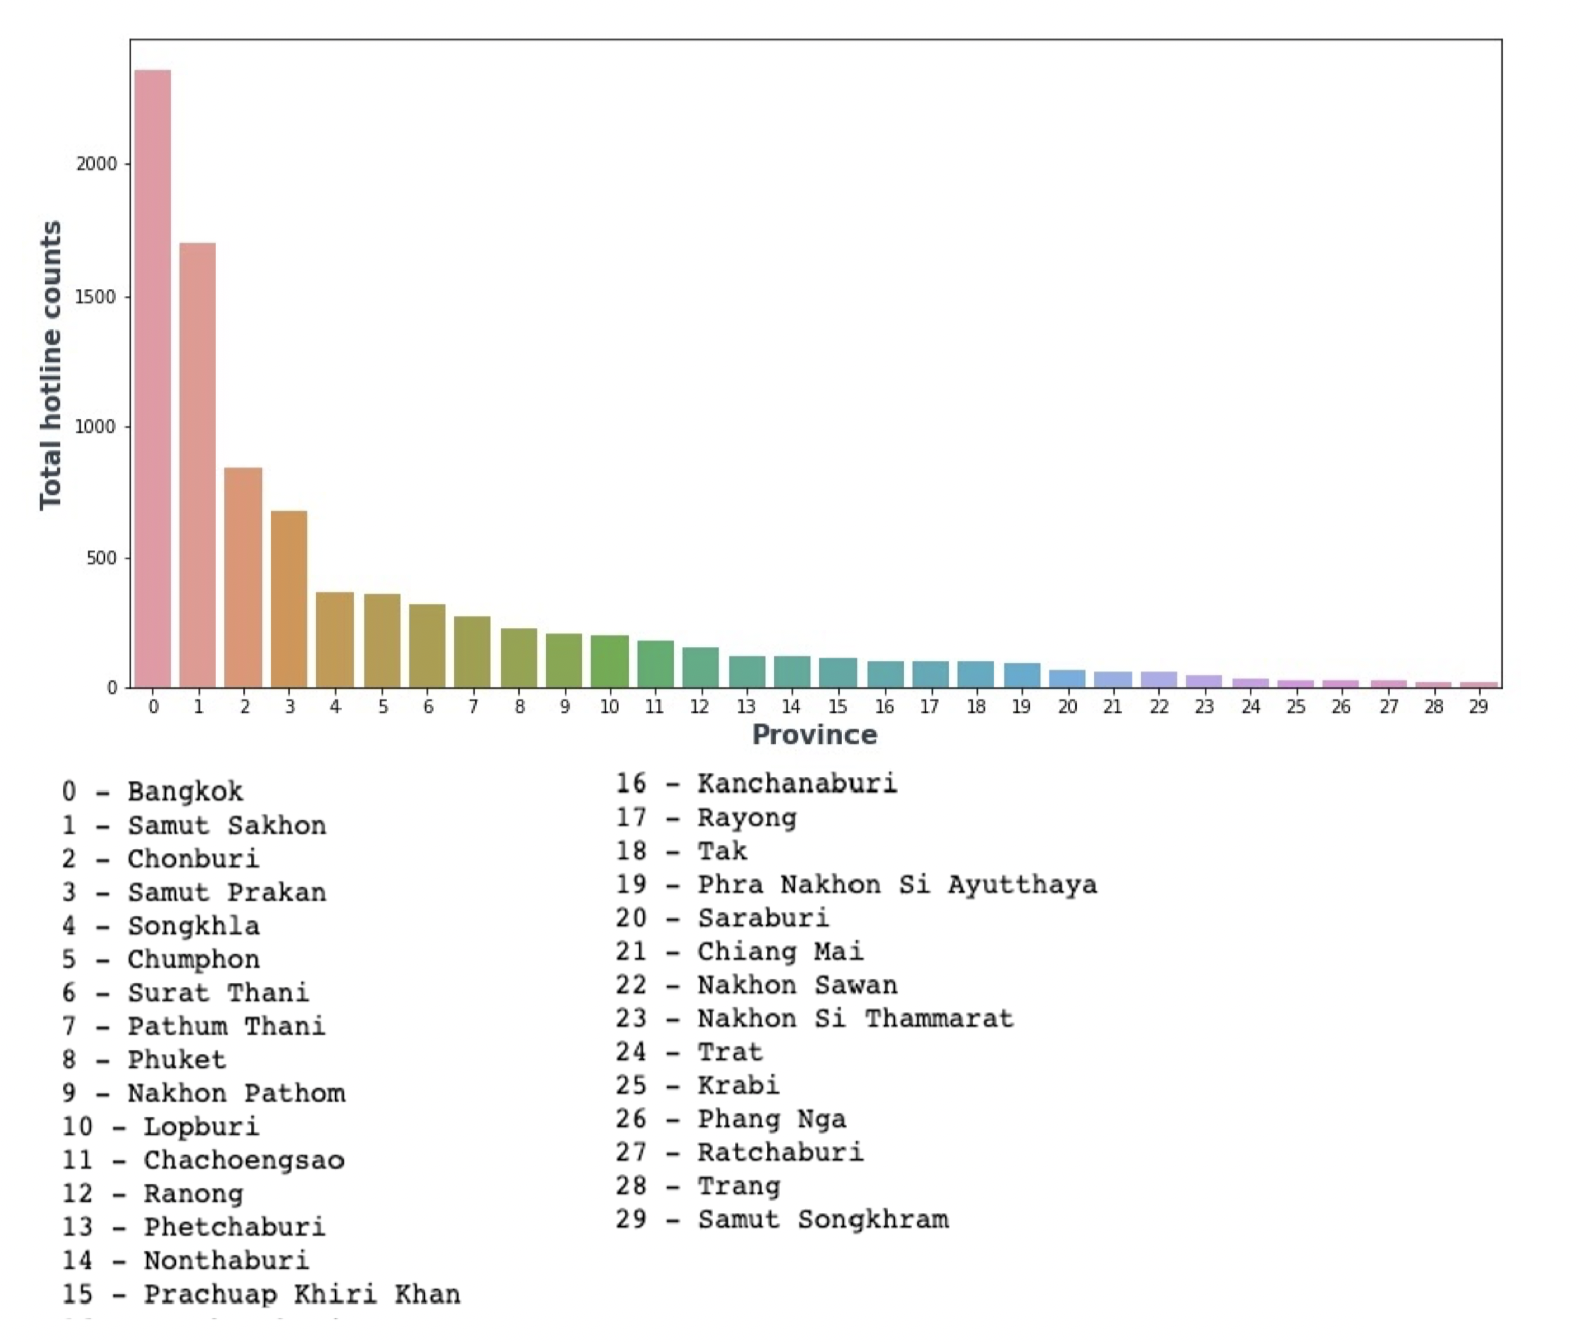 2000
1500
1000
500
0
Total hotline counts
0 1 2 3 4 5 6 7 8 9 10 11 12 13 14 15 16 17 18 19 20 21 22 23 24 25 26 27 28 29
Province
0 – Bangkok
1 – Samut Sakhon
2 – Chonburi
3 – Samut Prakan
4 – Songkhla
5 – Chumphon
6 – Surat Thani
7 – Pathum Thani
8 – Phuket
9 – Nakhon Pathom
10 – Lopburi
11 – Chachoengsao
12 – Ranong
13 – Phetchaburi
14 – Nonthaburi
15 – Prachuap Khiri Khan
16 – Kanchanaburi
17 – Rayong
18 – Tak
19 – Phra Nakhon Si Ayutthaya
20 – Saraburi
21 – Chiang Mai
22 – Nakhon Sawan
23 – Nakhon Si Thammarat
24 – Trat
25 – Krabi
26 – Phang Nga
27 – Ratchaburi
28 – Trang
29 – Samut Songkhram